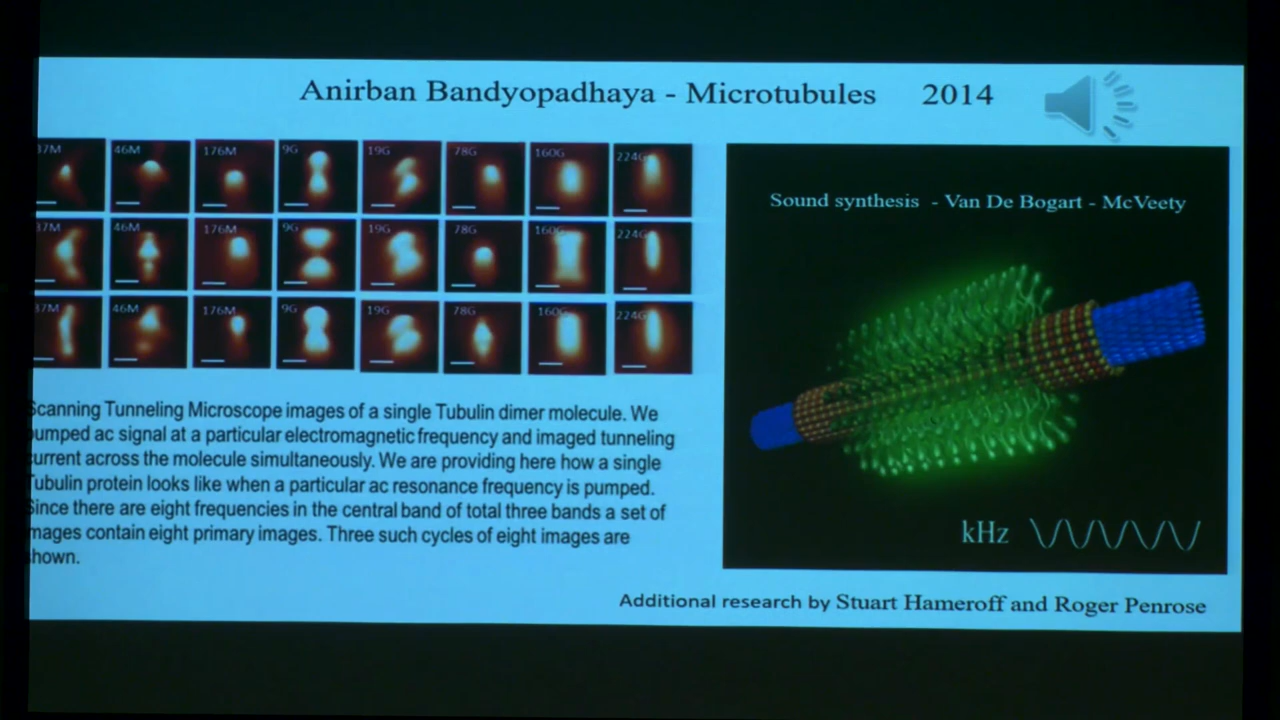 Anirban Bandyopadhaya - Microtubules 2014
37M 46M 176M 9G 19G 78G 160G 224G
37M 46M 176M 9G 19G 78G 160G 224G
37M 46M 176M 9G 19G 78G 160G 224G
Scanning Tunneling Microscope images of a single Tubulin dimer molecule. We
pumped ac signal at a particular electromagnetic frequency and imaged tunneling
current across the molecule simultaneously. We are providing here how a single
Tubulin protein looks like when a particular ac resonance frequency is pumped.
Since there are eight frequencies in the central band of total three bands a set of
images contain eight primary images. Three such cycles of eight images are
shown.
Sound synthesis - Van De Bogart - McVeety
kHz
Additional research by Stuart Hameroff and Roger Penrose